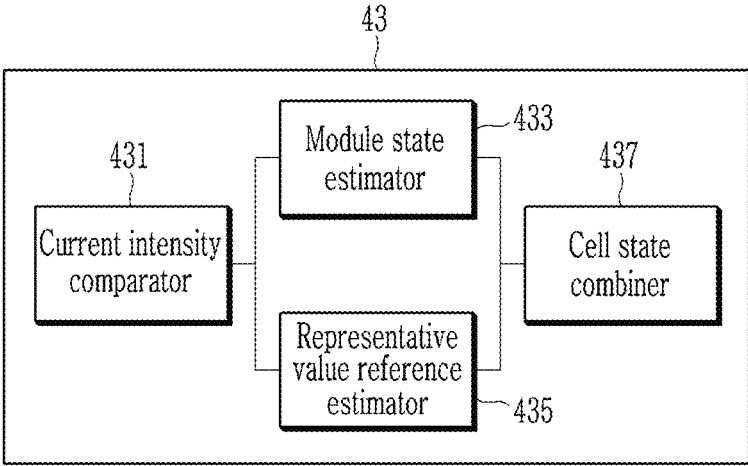 43
431
Current intensity
comparator
Module state
estimator
433
Representative
value reference
estimator
435
437
Cell state
combiner